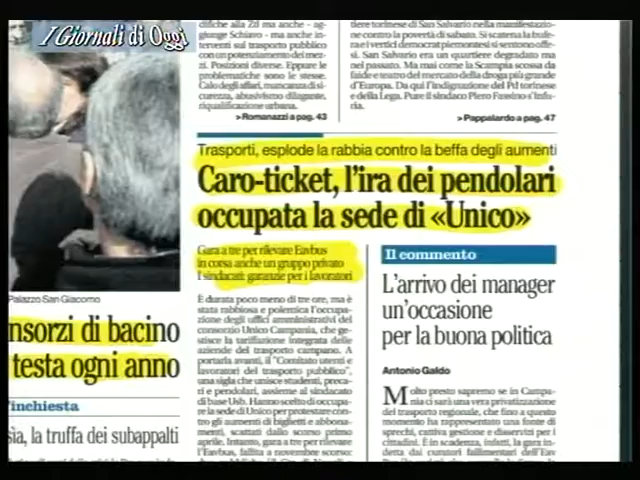 I Giornali di Oggi
difiche alla Ztl ma anche - ag-
giunge Schiavo - ma anche
interventi sul trasporto pubblico
con un potenziamento dei mez-
zi. Posizioni diverse. Eppure le
problematiche sono le stesse.
Calo degli affari, mancanza di si-
curezza, abusivismo dilagante,
riqualificazione urbana.
>Romanazzi a pag. 43
tiere torinese di San Salvario nella manifestazio-
ne contro la povertà di sabato. Si scatena la bufe-
ra e i vertici democrat piemontesi si sentono offe-
si. San Salvario era un quartiere degradato ma
nel passato. Ma mai come la Scampia scossa da
faide e teatro del mercato della droga più grande
d'Europa. Da qui l'indignazione del Pd torinese
e della Lega. Pure il sindaco Piero Fassino s'infu-
ria.
>Pappalardo a pag. 47
Trasporti, esplode la rabbia contro la beffa degli aumenti
Caro-ticket, l'ira dei pendolari
occupata la sede di «Unico»
Gara a tre per rilevare Eavbus
in corsa anche un gruppo privato
I sindacati: garanzie per i lavoratori
È durata poco meno di tre ore, ma è
stata rabbiosa e polemica l'occupa-
zione degli uffici amministrativi del
consorzio Unico Campania, che ge-
stisce la tariffazione integrata delle
aziende del trasporto campano. A
portarla avanti, il "Comitato utenti e
lavoratori del trasporto pubblico",
una sigla che unisce studenti, preca-
ri e pendolari, assieme al sindacato
di base Usb. Hanno scelto di occupa-
re la sede di Unico per protestare con-
tro gli aumenti di biglietti e abbona-
menti, scattati dallo scorso primo
aprile. Intanto, gara a tre per rilevare
l'Eavbus, fallita a novembre scorso:
Il commento
L'arrivo dei manager
un'occasione
per la buona politica
Antonio Galdo
Molto presto sapremo se in Campa-
nia ci sarà una vera privatizzazione
del trasporto regionale, che fino a questo
momento ha rappresentato una fonte di
sprechi, cattiva gestione e disservizi per i
cittadini. È in scadenza, infatti, la gara in-
detta dai curatori fallimentari dell'Eav
Palazzo San Giacomo
nsorzi di bacino
testa ogni anno
l'inchiesta
sia, la truffa dei subappalti